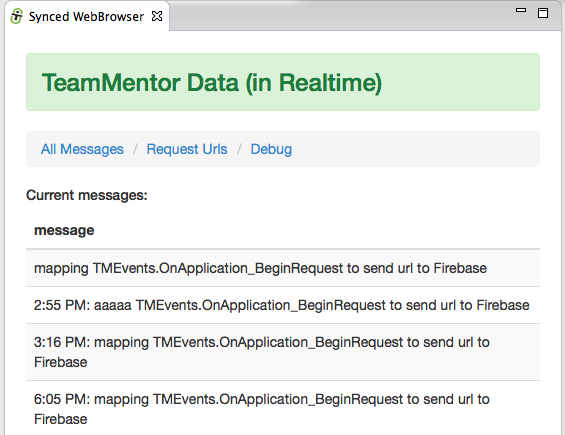 Synced WebBrowser
TeamMentor Data (in Realtime)
All Messages / Request Urls / Debug
Current messages:
message
mapping TMEvents.OnApplication_BeginRequest to send url to Firebase
2:55 PM: aaaaa TMEvents.OnApplication_BeginRequest to send url to Firebase
3:16 PM: mapping TMEvents.OnApplication_BeginRequest to send url to
Firebase
6:05 PM: mapping TMEvents.OnApplication_BeginRequest to send url to
Firebase